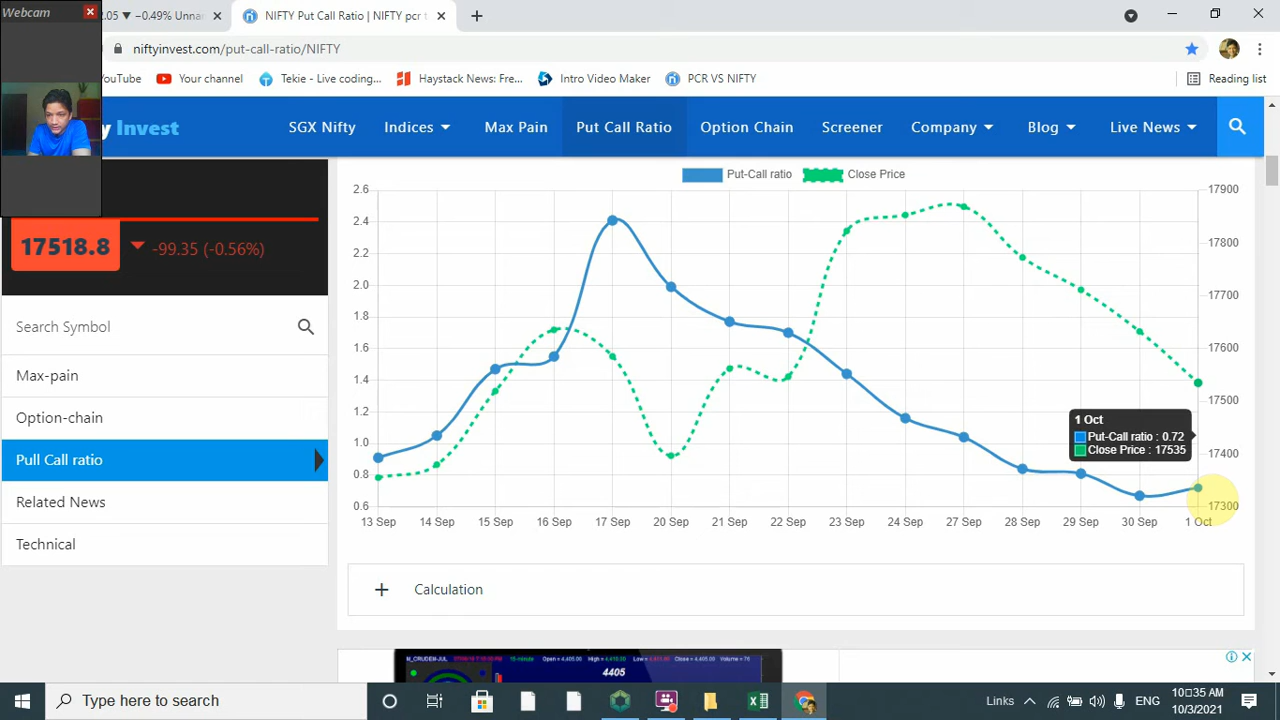 Webcam
2.05 ▼ −0.49% Unnar
NIFTY Put Call Ratio | NIFTY pcr t
niftyinvest.com/put-call-ratio/NIFTY
YouTube
Your channel
Tekie - Live coding...
Haystack News: Fre...
Intro Video Maker
PCR VS NIFTY
Reading list
y Invest
SGX Nifty
Indices
Max Pain
Put Call Ratio
Option Chain
Screener
Company
Blog
Live News
17518.8
-99.35 (-0.56%)
Search Symbol
Max-pain
Option-chain
Pull Call ratio
Related News
Technical
Put-Call ratio
Close Price
2.6
2.4
2.2
2.0
1.8
1.6
1.4
1.2
1.0
0.8
0.6
17900
17800
17700
17600
17500
17400
17300
1 Oct
Put-Call ratio : 0.72
Close Price : 17535
13 Sep
14 Sep
15 Sep
16 Sep
17 Sep
20 Sep
21 Sep
22 Sep
23 Sep
24 Sep
27 Sep
28 Sep
29 Sep
30 Sep
1 Oct
+ Calculation
4405
Type here to search
Links
ENG
10:35 AM
10/3/2021